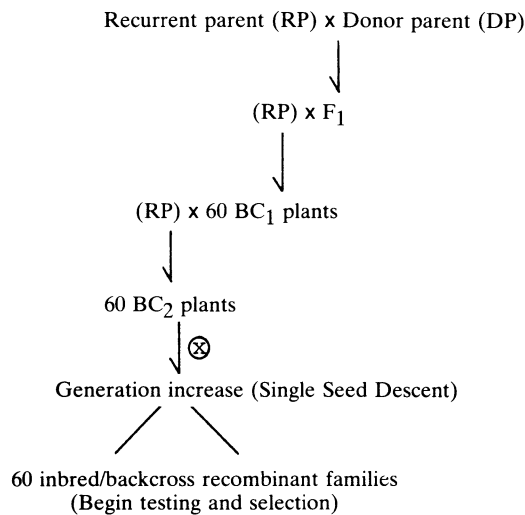 Recurrent parent (RP) x Donor parent (DP)
(RP) x F₁
(RP) x 60 BC₁ plants
60 BC₂ plants
ⓧ
Generation increase (Single Seed Descent)
60 inbred/backcross recombinant families
(Begin testing and selection)